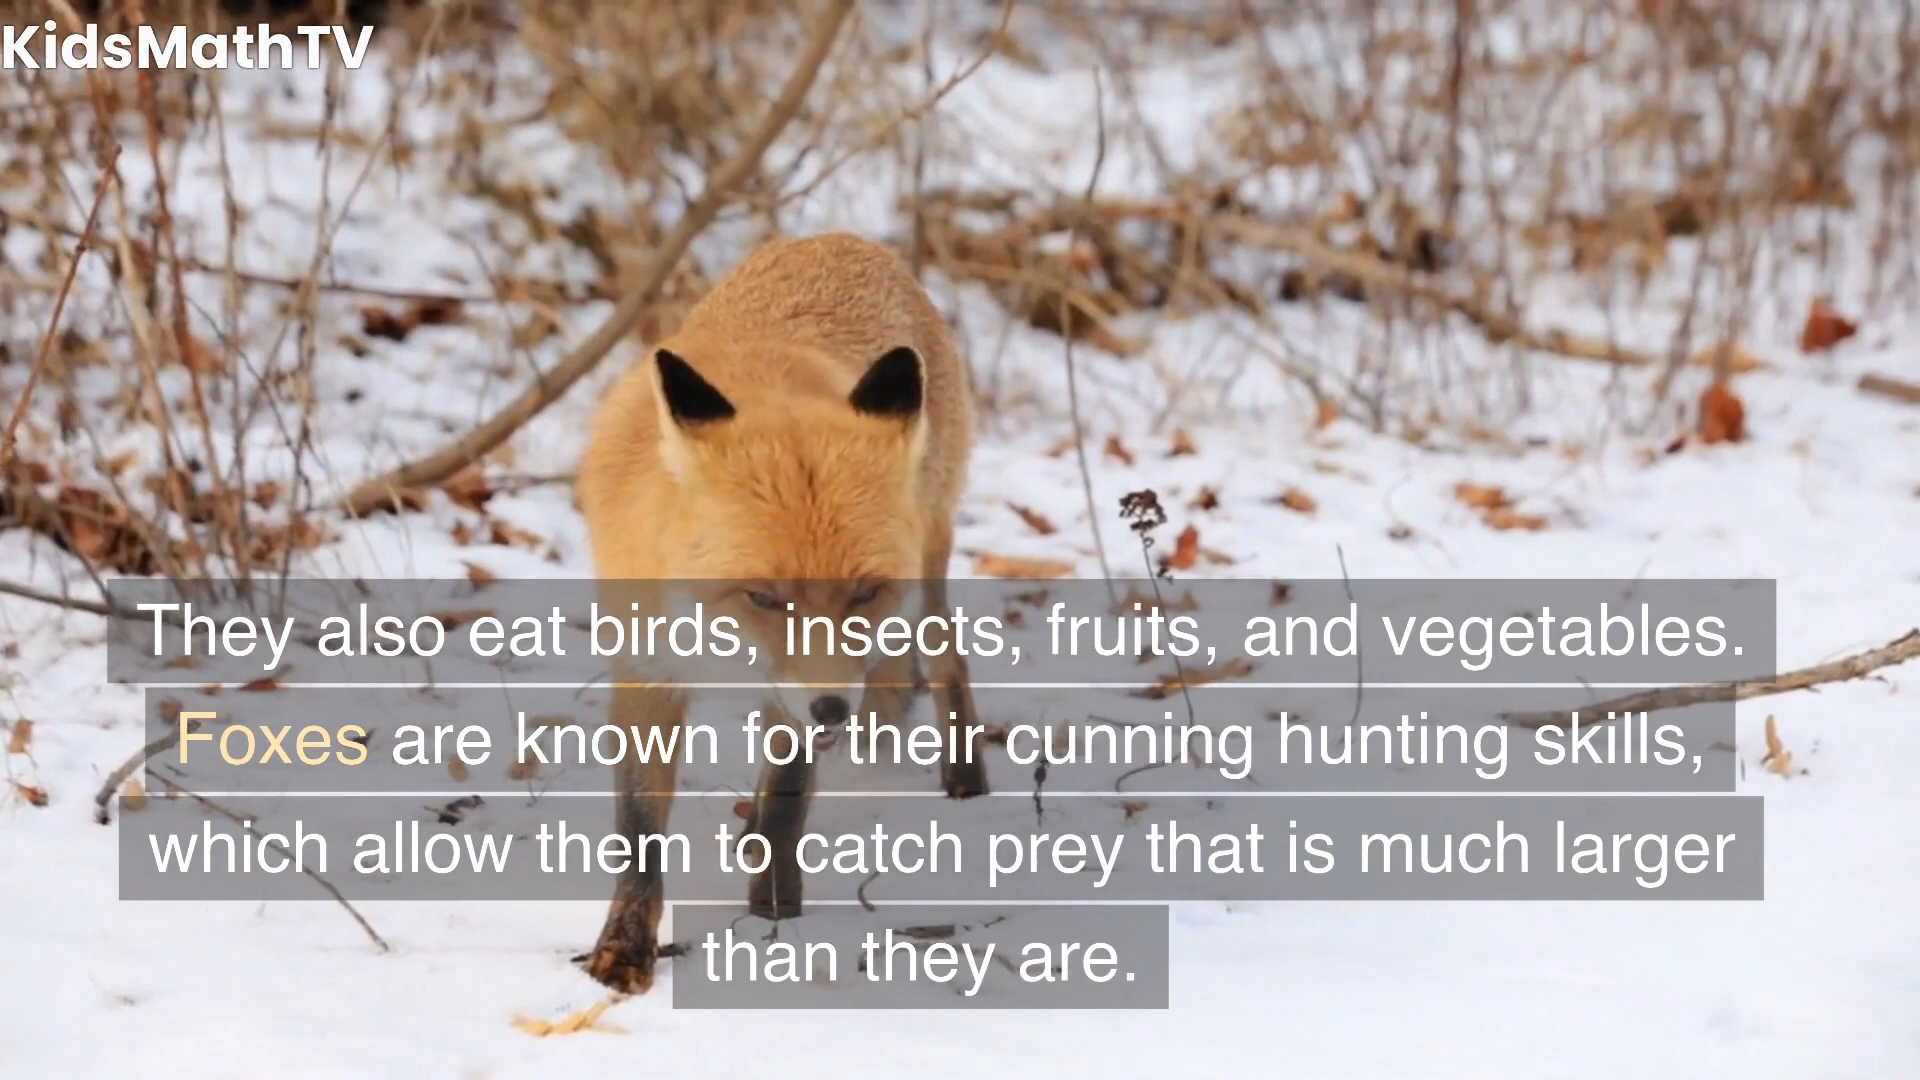 KidsMathTV
They also eat birds, insects, fruits, and vegetables.
Foxes are known for their cunning hunting skills,
which allow them to catch prey that is much larger
than they are.